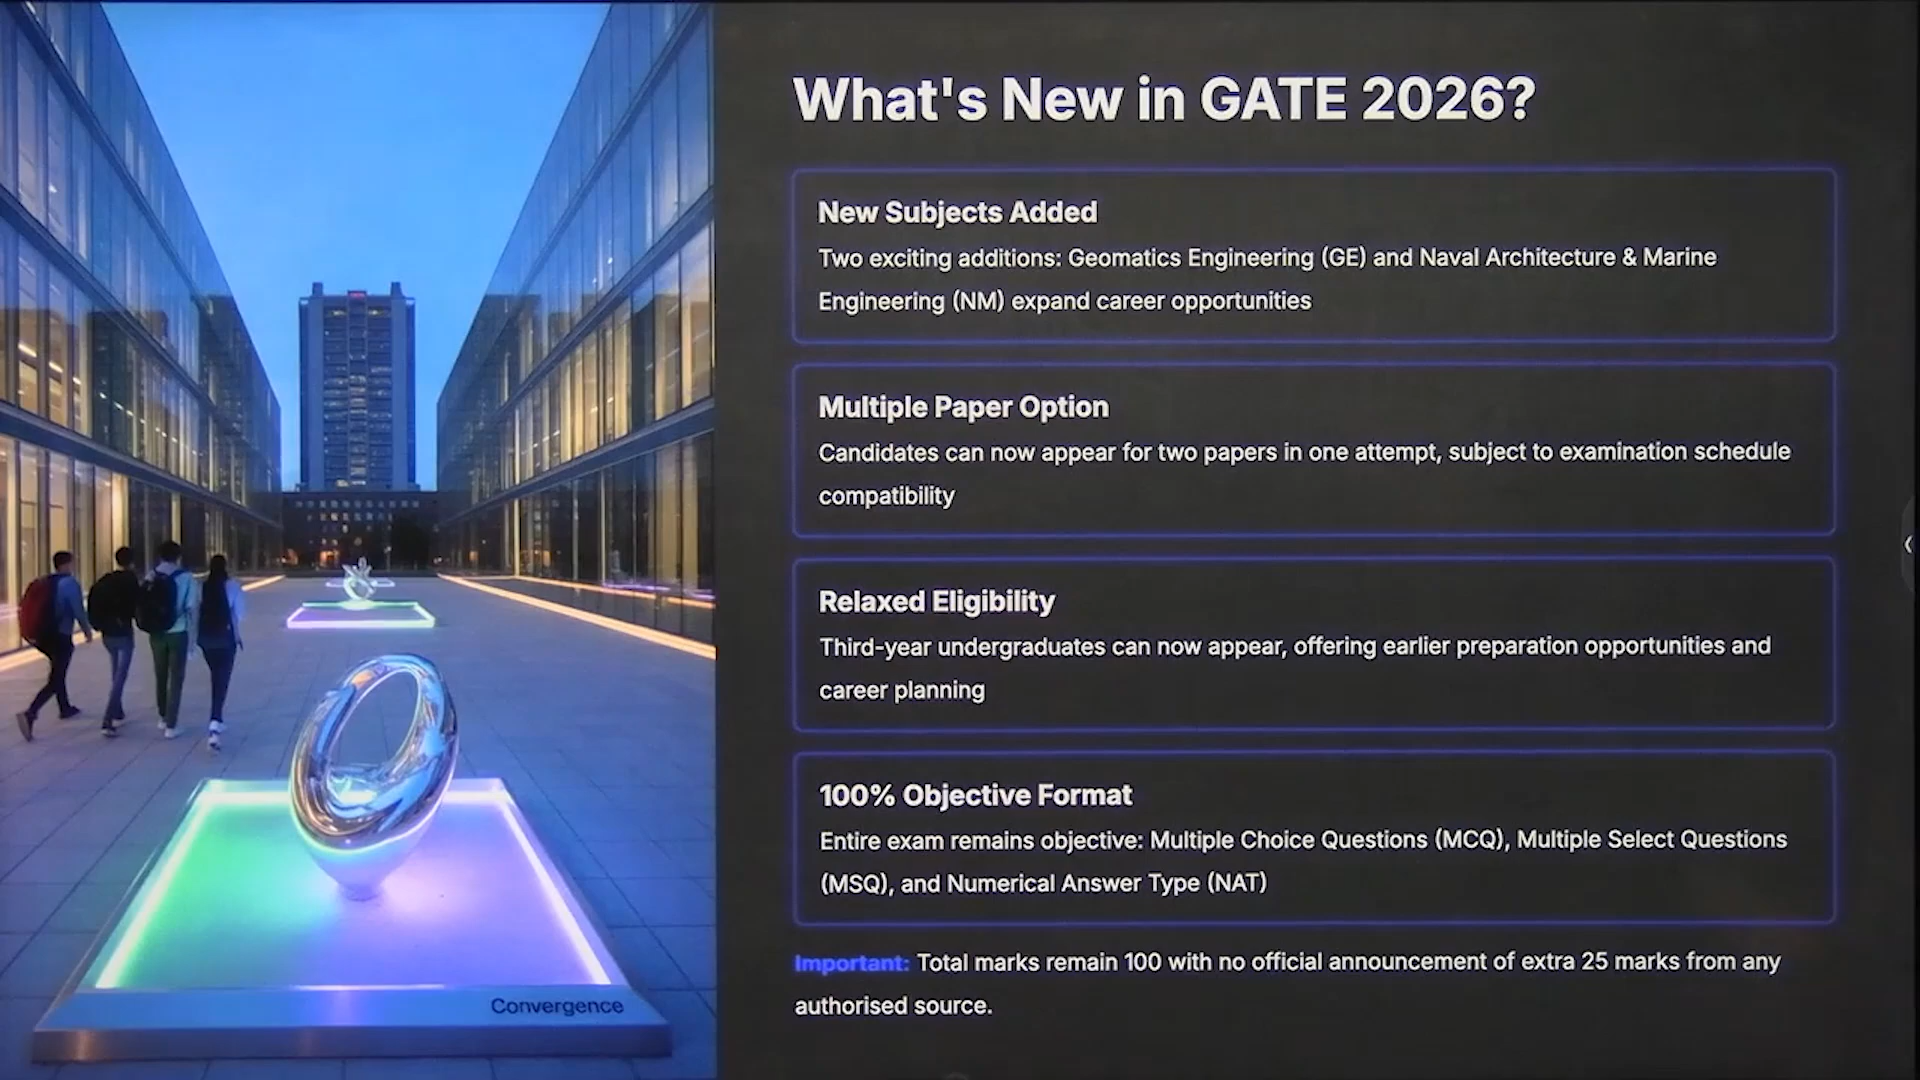 What's New in GATE 2026?
New Subjects Added
Two exciting additions: Geomatics Engineering (GE) and Naval Architecture & Marine
Engineering (NM) expand career opportunities
Multiple Paper Option
Candidates can now appear for two papers in one attempt, subject to examination schedule
compatibility
Relaxed Eligibility
Third-year undergraduates can now appear, offering earlier preparation opportunities and
career planning
100% Objective Format
Entire exam remains objective: Multiple Choice Questions (MCQ), Multiple Select Questions
(MSQ), and Numerical Answer Type (NAT)
Important: Total marks remain 100 with no official announcement of extra 25 marks from any
authorised source.
Convergence